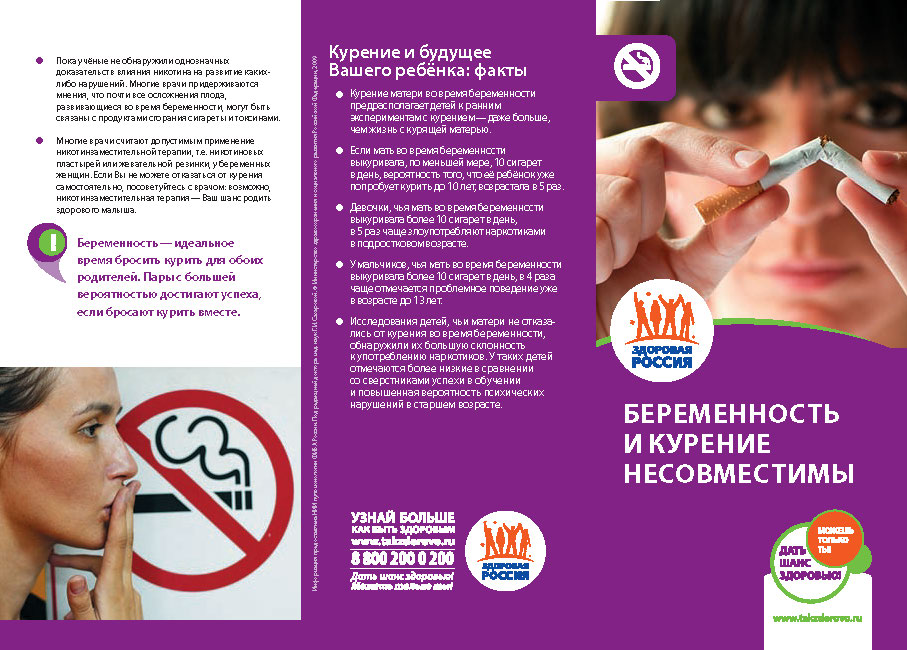 Пока учёные не обнаружили однозначных
доказательств влияния никотина на развитие каких-
либо нарушений. Многие врачи придерживаются
мнения, что почти все осложнения плода,
развивающиеся во время беременности, могут быть
связаны с продуктами сгорания сигареты и токсинами.
Многие врачи считают допустимым применение
никотинзаместительной терапии, т.е. никотиновых
пластырей или жевательной резинки, у беременных
женщин. Если Вы не можете отказаться от курения
самостоятельно, посоветуйтесь с врачом: возможно,
никотинзаместительная терапия — Ваш шанс родить
здорового малыша.
!
Беременность — идеальное
время бросить курить для обоих
родителей. Пары с большей
вероятностью достигают успеха,
если бросают курить вместе.
Курение и будущее
Вашего ребёнка: факты
Курение матери во время беременности
предрасполагает детей к ранним
экспериментам с курением — даже больше,
чем жизнь с курящей матерью.
Если мать во время беременности
выкуривала, по меньшей мере, 10 сигарет
в день, вероятность того, что её ребёнок уже
попробует курить до 10 лет, возрастала в 5 раз.
Девочки, чья мать во время беременности
выкуривала более 10 сигарет в день,
в 5 раз чаще злоупотребляют наркотиками
в подростковом возрасте.
У мальчиков, чья мать во время беременности
выкуривала более 10 сигарет в день, в 4 раза
чаще отмечается проблемное поведение уже
в возрасте до 13 лет.
Исследования детей, чьи матери не отказа-
лись от курения во время беременности,
обнаружили их большую склонность
к употреблению наркотиков. У таких детей
отмечаются более низкие в сравнении
со сверстниками успехи в обучении
и повышенная вероятность психических
нарушений в старшем возрасте.
УЗНАЙ БОЛЬШЕ
КАК БЫТЬ ЗДОРОВЫМ
www.takzdorovo.ru
8 800 200 0 200
Дать шанс здоровью!
Можешь только ты!
ЗДОРОВАЯ
РОССИЯ
ЗДОРОВАЯ
РОССИЯ
БЕРЕМЕННОСТЬ
И КУРЕНИЕ
НЕСОВМЕСТИМЫ
МОЖЕШЬ
ТОЛЬКО
ТЫ!
ДАТЬ
ШАНС
ЗДОРОВЬЮ!
www.takzdorovo.ru